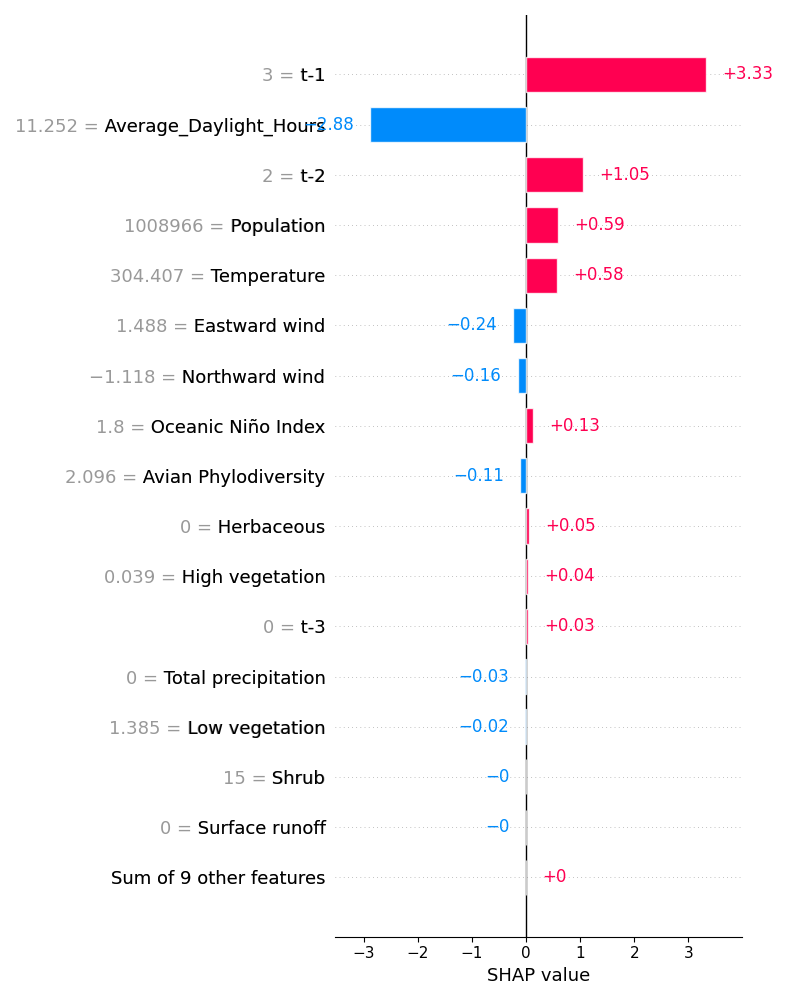 3 = t-1 +3.33
11.252 = Average_Daylight_Hours −2.88
2 = t-2 +1.05
1008966 = Population +0.59
304.407 = Temperature +0.58
1.488 = Eastward wind −0.24
−1.118 = Northward wind −0.16
1.8 = Oceanic Niño Index +0.13
2.096 = Avian Phylodiversity −0.11
0 = Herbaceous +0.05
0.039 = High vegetation +0.04
0 = t-3 +0.03
0 = Total precipitation −0.03
1.385 = Low vegetation −0.02
15 = Shrub −0
0 = Surface runoff −0
Sum of 9 other features +0
−3 −2 −1 0 1 2 3
SHAP value